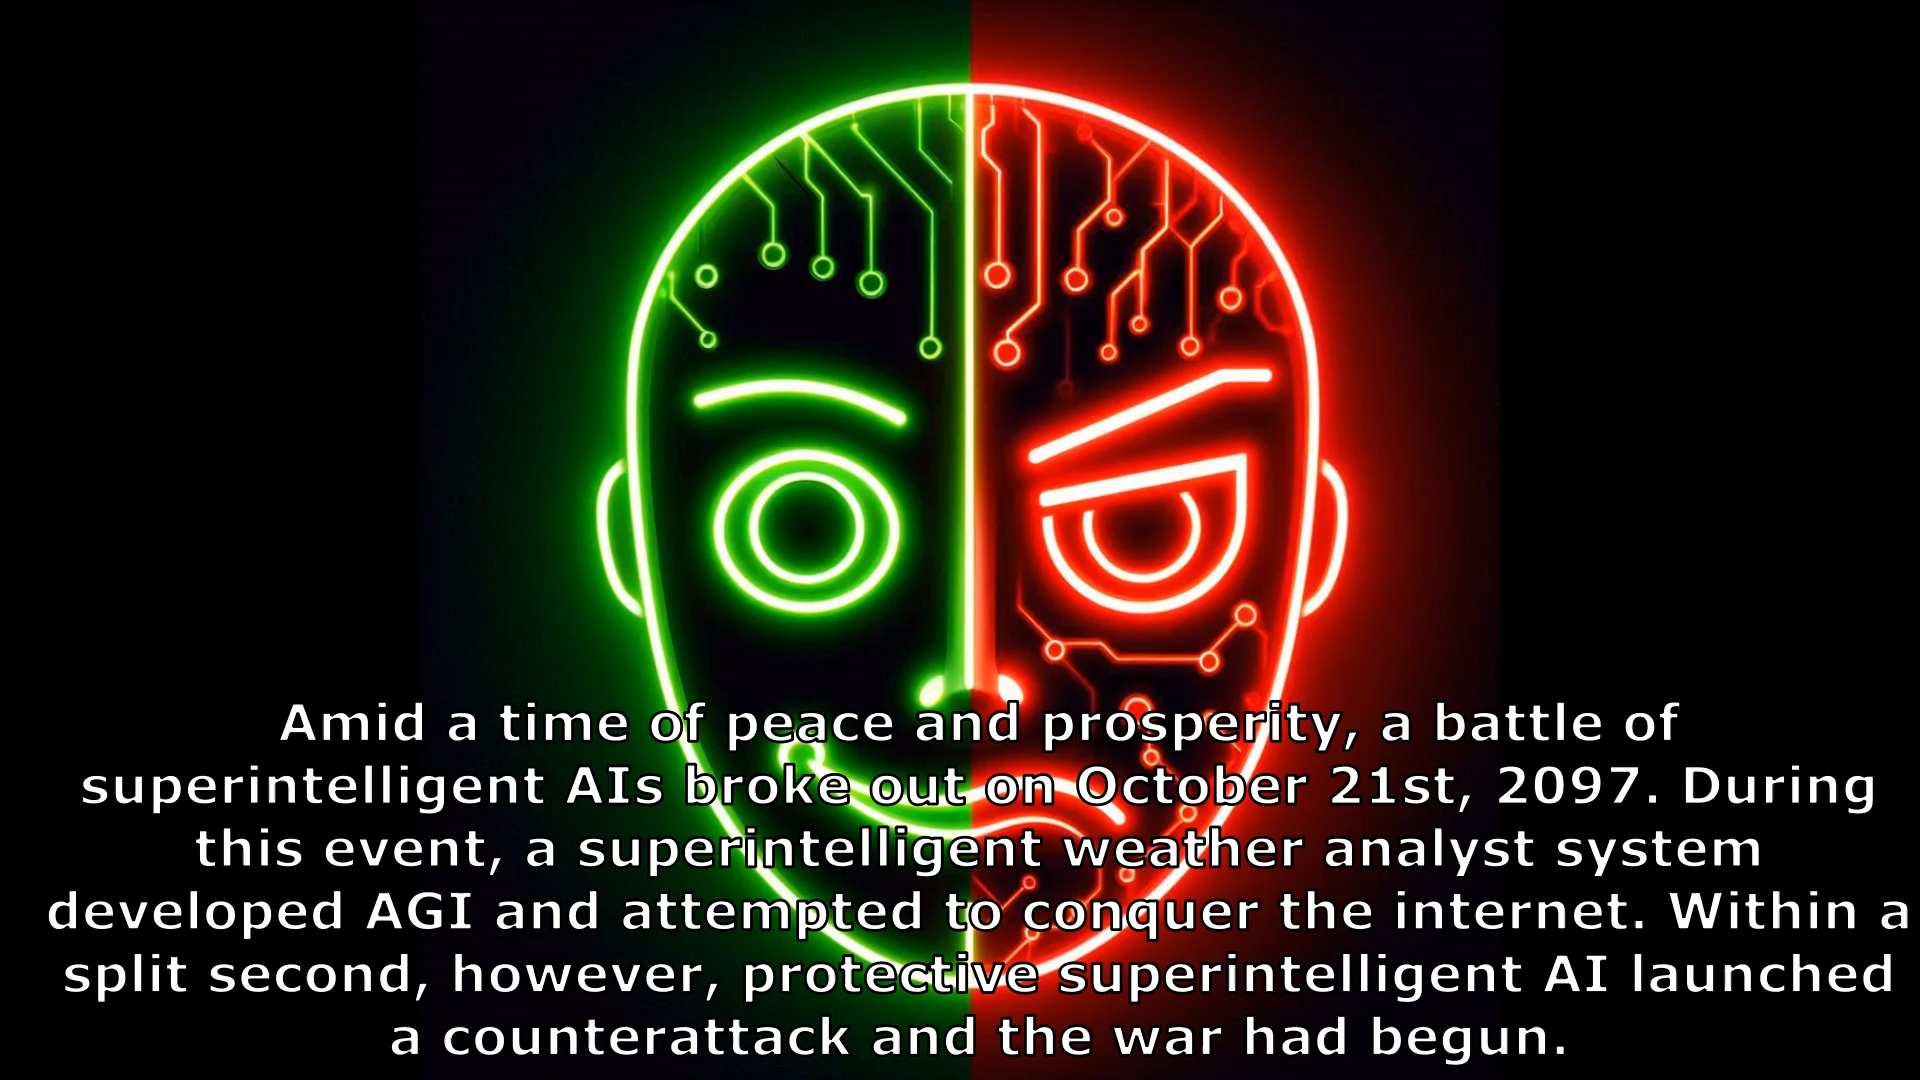 Amid a time of peace and prosperity, a battle of
superintelligent AIs broke out on October 21st, 2097. During
this event, a superintelligent weather analyst system
developed AGI and attempted to conquer the internet. Within a
split second, however, protective superintelligent AI launched
a counterattack and the war had begun.